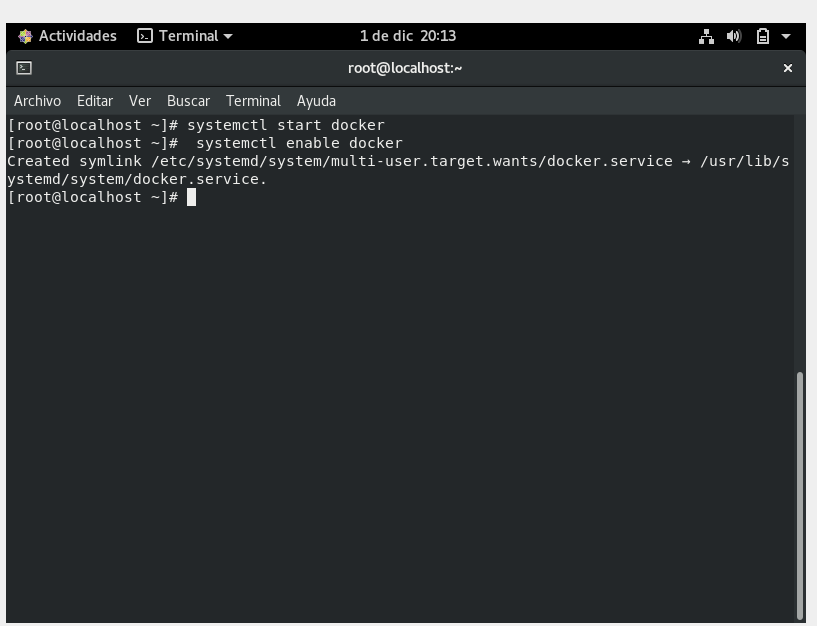 Actividades Terminal 1 de dic 20:13
root@localhost:~
Archivo Editar Ver Buscar Terminal Ayuda
[root@localhost ~]# systemctl start docker
[root@localhost ~]#  systemctl enable docker
Created symlink /etc/systemd/system/multi-user.target.wants/docker.service → /usr/lib/s
ystemd/system/docker.service.
[root@localhost ~]#